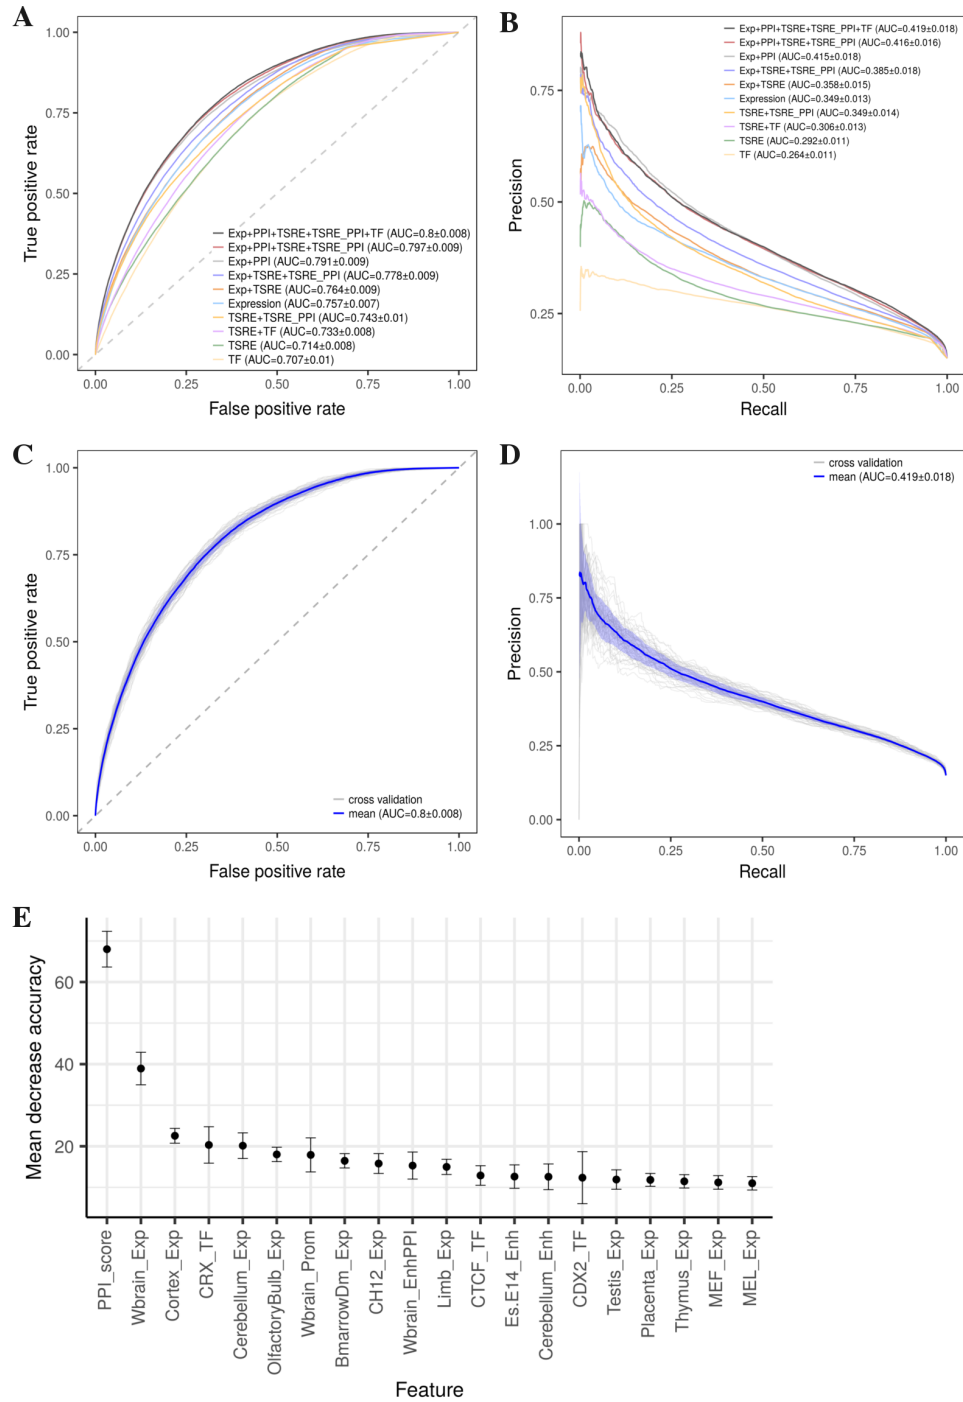 A
True positive rate
1.00
0.75
0.50
0.25
0.00
Exp+PPI+TSRE+TSRE_PPI+TF (AUC=0.8±0.008)
Exp+PPI+TSRE+TSRE_PPI (AUC=0.797±0.009)
Exp+PPI (AUC=0.791±0.009)
Exp+TSRE+TSRE_PPI (AUC=0.778±0.009)
Exp+TSRE (AUC=0.764±0.009)
Expression (AUC=0.757±0.007)
TSRE+TSRE_PPI (AUC=0.743±0.01)
TSRE+TF (AUC=0.733±0.008)
TSRE (AUC=0.714±0.008)
TF (AUC=0.707±0.01)
0.00 0.25 0.50 0.75 1.00
False positive rate
B
Precision
0.75
0.50
0.25
Exp+PPI+TSRE+TSRE_PPI+TF (AUC=0.419±0.018)
Exp+PPI+TSRE+TSRE_PPI (AUC=0.416±0.016)
Exp+PPI (AUC=0.415±0.018)
Exp+TSRE+TSRE_PPI (AUC=0.385±0.018)
Exp+TSRE (AUC=0.358±0.015)
Expression (AUC=0.349±0.013)
TSRE+TSRE_PPI (AUC=0.349±0.014)
TSRE+TF (AUC=0.306±0.013)
TSRE (AUC=0.292±0.011)
TF (AUC=0.264±0.011)
0.00 0.25 0.50 0.75 1.00
Recall
C
True positive rate
1.00
0.75
0.50
0.25
0.00
cross validation
mean (AUC=0.8±0.008)
0.00 0.25 0.50 0.75 1.00
False positive rate
D
Precision
1.00
0.75
0.50
0.25
0.00
cross validation
mean (AUC=0.419±0.018)
0.00 0.25 0.50 0.75 1.00
Recall
E
Mean decrease accuracy
60
40
20
PPI_score
Wbrain_Exp
Cortex_Exp
CRX_TF
Cerebellum_Exp
OlfactoryBulb_Exp
Wbrain_Prom
BmarrowDm_Exp
CH12_Exp
Wbrain_EnhPPI
Limb_Exp
CTCF_TF
Es.E14_Enh
Cerebellum_Enh
CDX2_TF
Testis_Exp
Placenta_Exp
Thymus_Exp
MEF_Exp
MEL_Exp
Feature